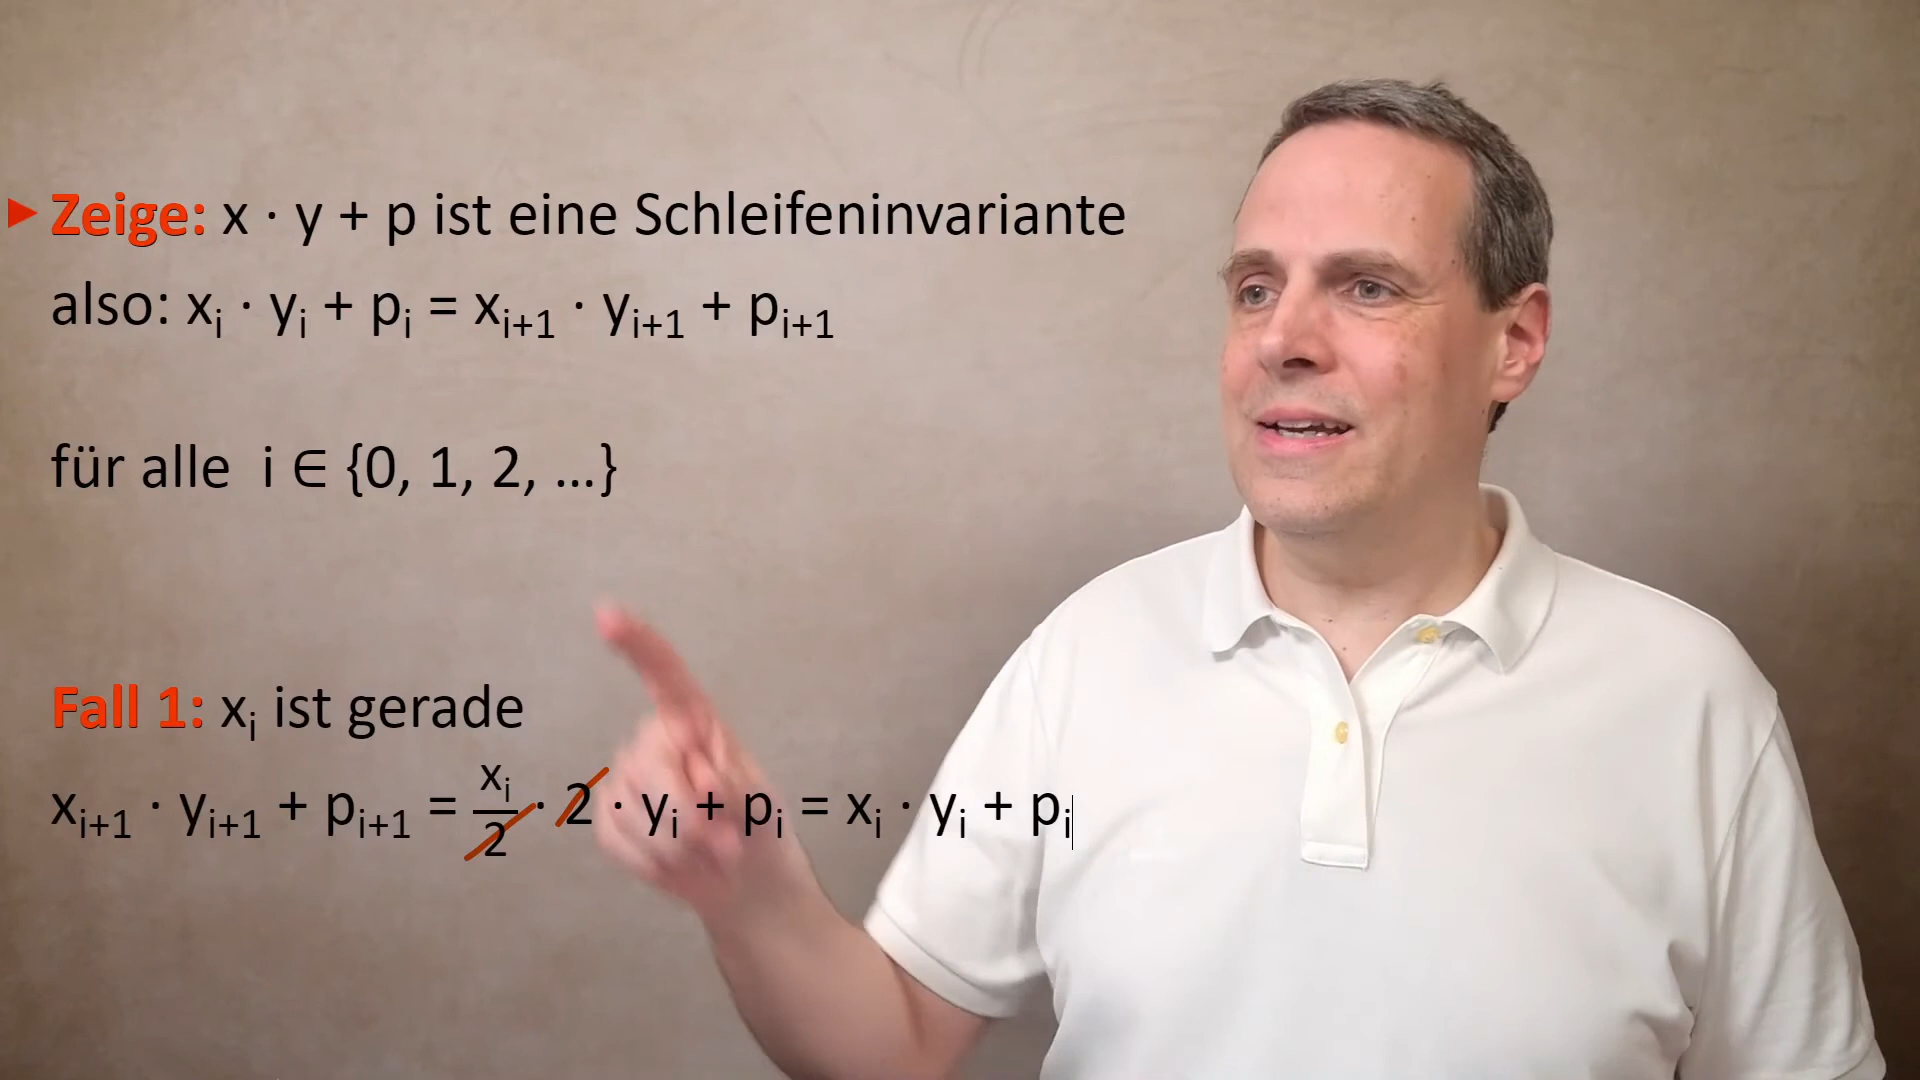 ► Zeige: x · y + p ist eine Schleifeninvariante
also: xᵢ · yᵢ + pᵢ = xᵢ₊₁ · yᵢ₊₁ + pᵢ₊₁
für alle i ∈ {0, 1, 2, ...}
Fall 1: xᵢ ist gerade
xᵢ₊₁ · yᵢ₊₁ + pᵢ₊₁ = xᵢ/2 · 2 · yᵢ + pᵢ = xᵢ · yᵢ + pᵢ